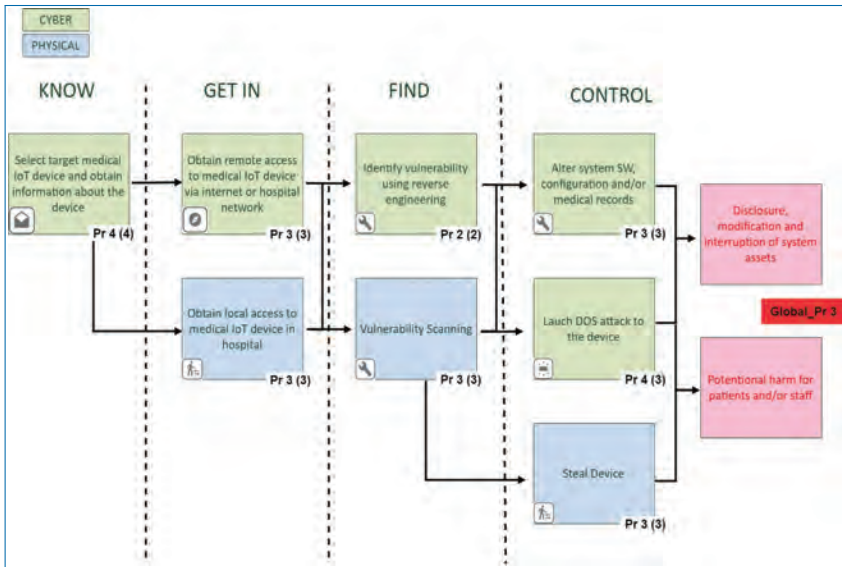 CYBER
PHYSICAL
KNOW
GET IN
FIND
CONTROL
Select target medical
IoT device and obtain
information about the
device
Pr 4 (4)
Obtain remote access
to medical IoT device
via internet or hospital
network
Pr 3 (3)
Identify vulnerability
using reverse
engineering
Pr 2 (2)
Alter system SW,
configuration and/or
medical records
Pr 3 (3)
Disclosure,
modification and
interruption of system
assets
Obtain local access to
medical IoT device in
hospital
Pr 3 (3)
Vulnerability Scanning
Pr 3 (3)
Lauch DOS attack to
the device
Pr 4 (3)
Global_Pr 3
Potentional harm for
patients and/or staff
Steal Device
Pr 3 (3)